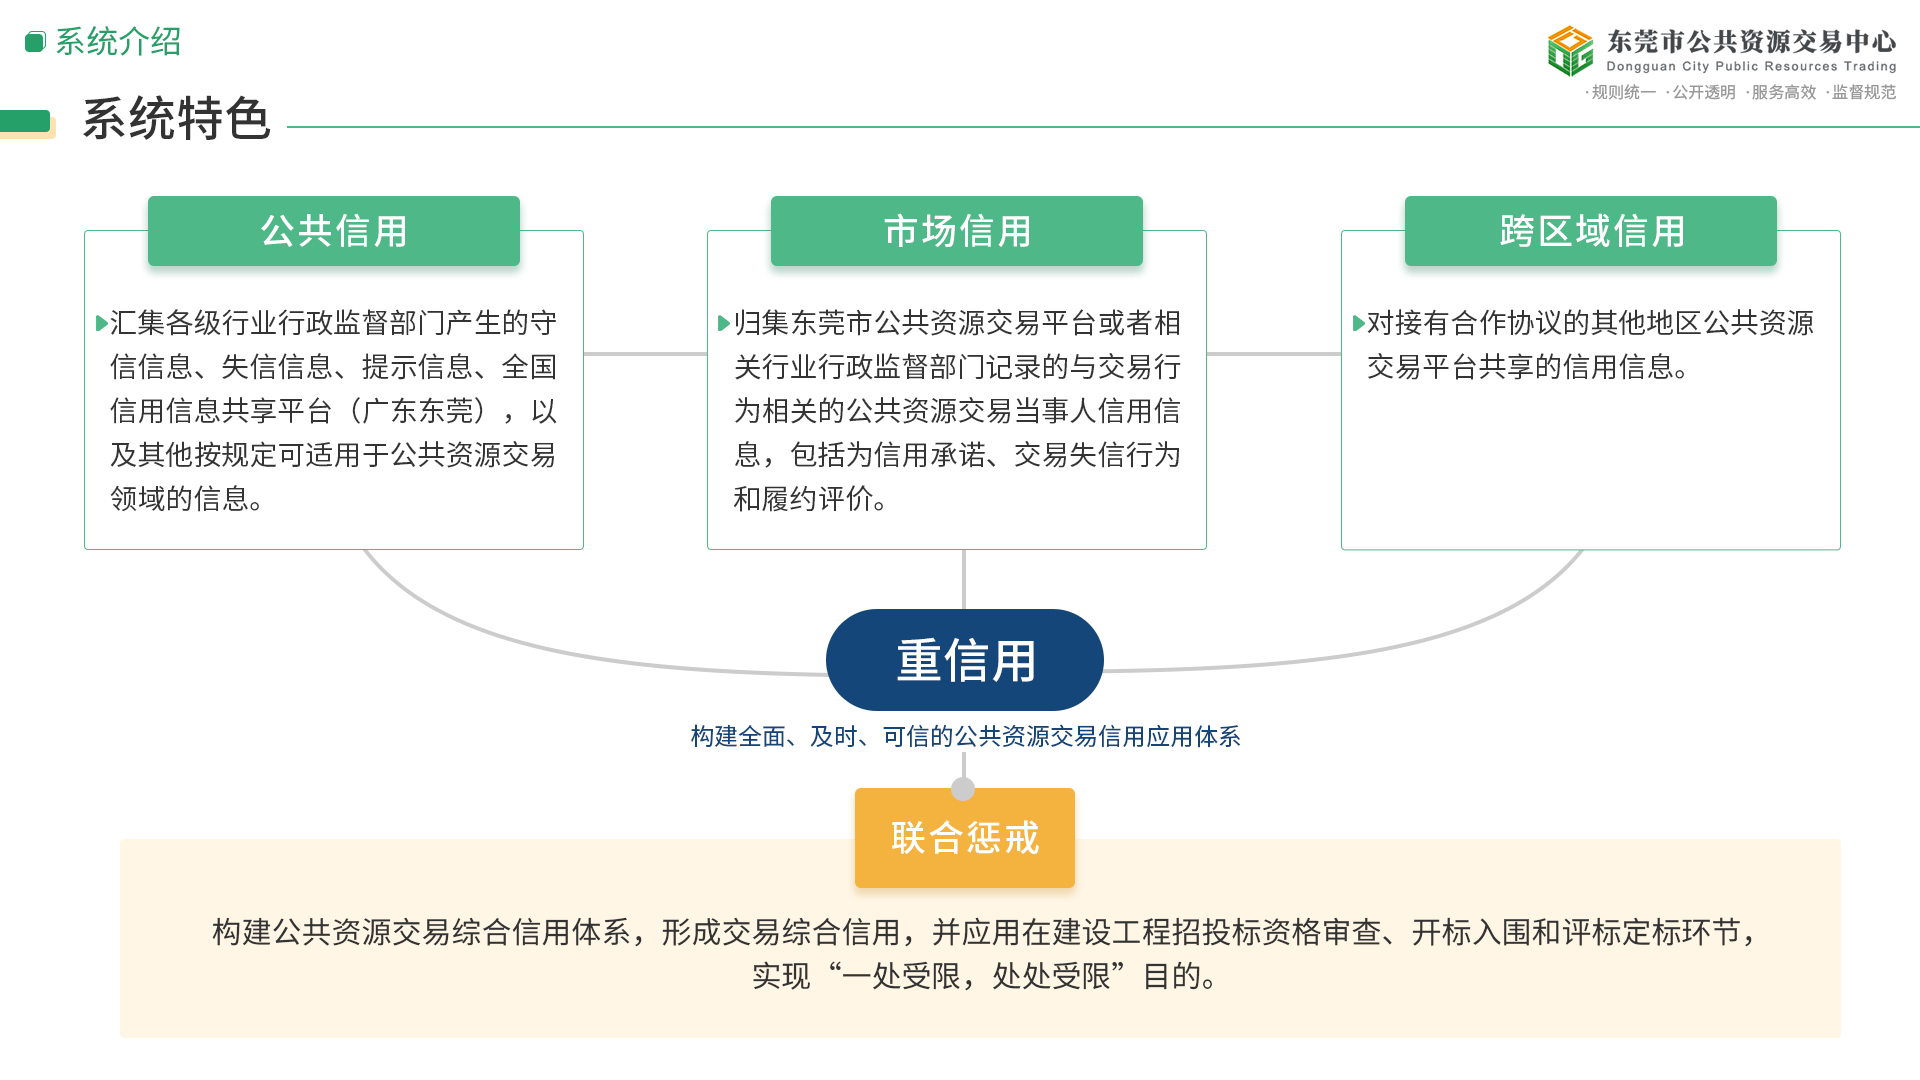 系统介绍
东莞市公共资源交易中心
Dongguan City Public Resources Trading
·规则统一 ·公开透明 ·服务高效 ·监督规范
系统特色
公共信用
汇集各级行业行政监督部门产生的守
信信息、失信信息、提示信息、全国
信用信息共享平台（广东东莞），以
及其他按规定可适用于公共资源交易
领域的信息。
市场信用
归集东莞市公共资源交易平台或者相
关行业行政监督部门记录的与交易行
为相关的公共资源交易当事人信用信
息，包括为信用承诺、交易失信行为
和履约评价。
跨区域信用
对接有合作协议的其他地区公共资源
交易平台共享的信用信息。
重信用
构建全面、及时、可信的公共资源交易信用应用体系
联合惩戒
构建公共资源交易综合信用体系，形成交易综合信用，并应用在建设工程招投标资格审查、开标入围和评标定标环节，
实现“一处受限，处处受限”目的。